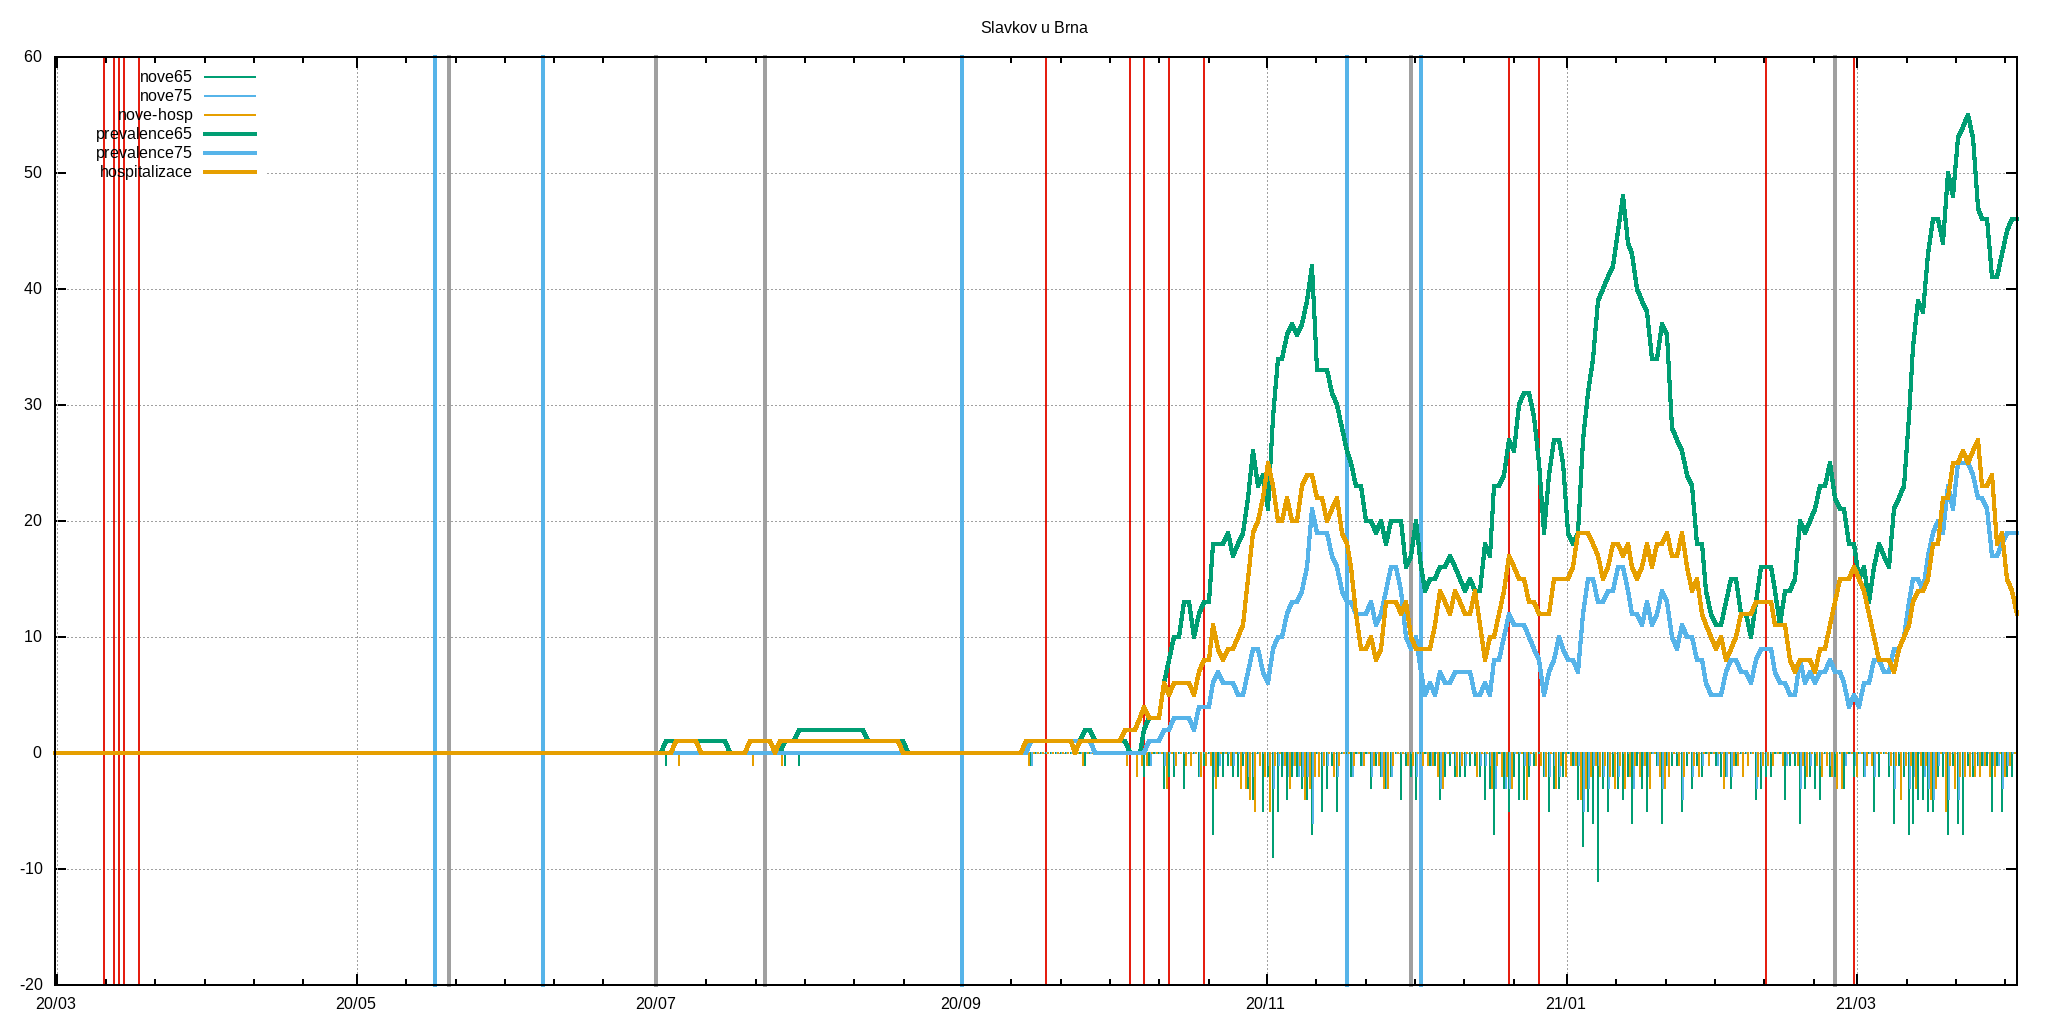 Slavkov u Brna
60
50
40
30
20
10
0
-10
-20
nove65
nove75
nove-hosp
prevalence65
prevalence75
hospitalizace
20/03 20/05 20/07 20/09 20/11 21/01 21/03